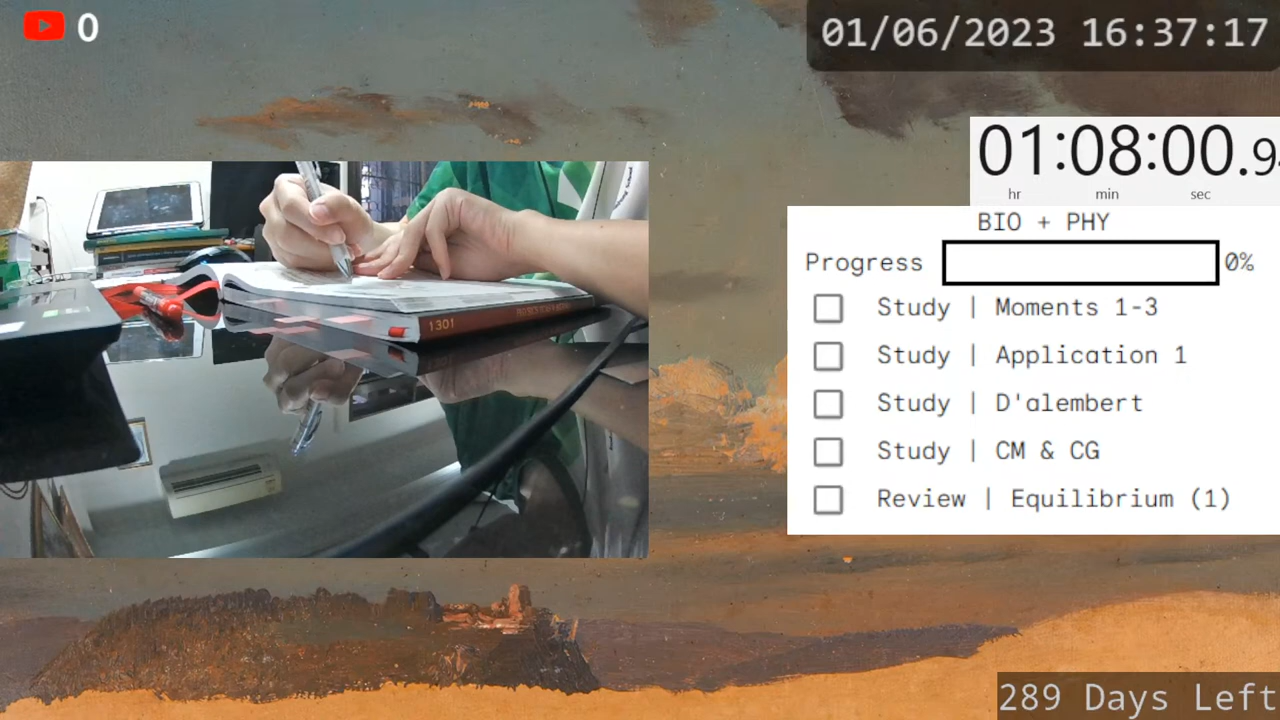 0
01/06/2023 16:37:17
01:08:00.9
hr min sec
BIO + PHY
Progress 0%
Study | Moments 1-3
Study | Application 1
Study | D'alembert
Study | CM & CG
Review | Equilibrium (1)
1301
289 Days Left